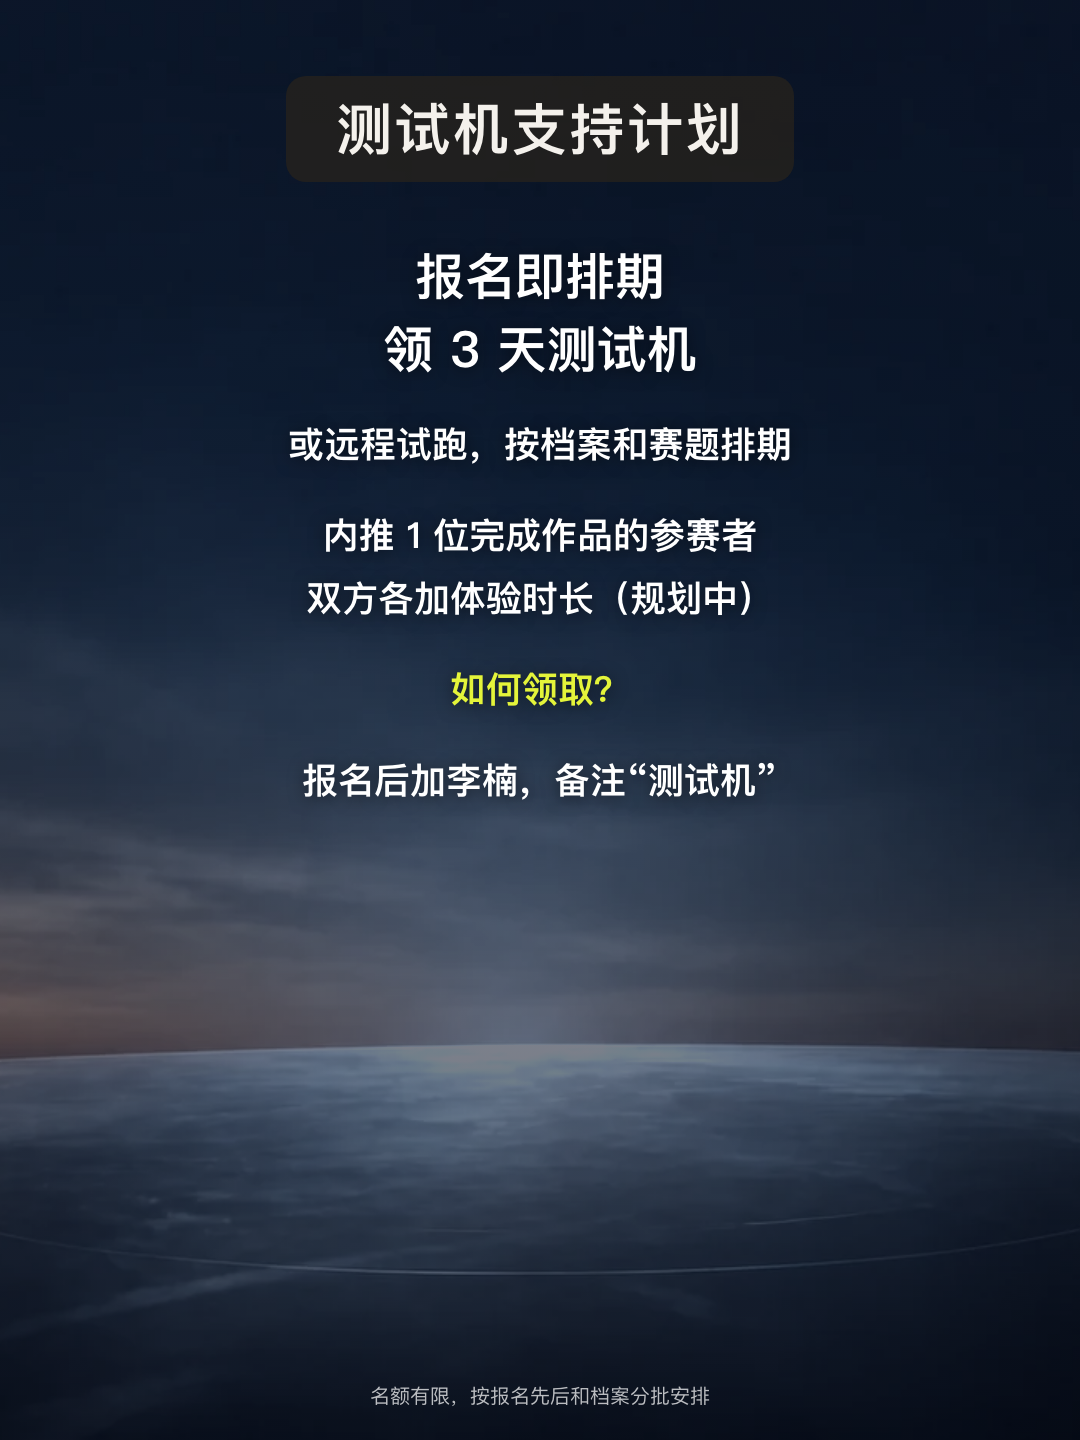 测试机支持计划
报名即排期
领 3 天测试机
或远程试跑，按档案和赛题排期
内推 1 位完成作品的参赛者
双方各加体验时长（规划中）
如何领取？
报名后加李楠，备注“测试机”
名额有限，按报名先后和档案分批安排